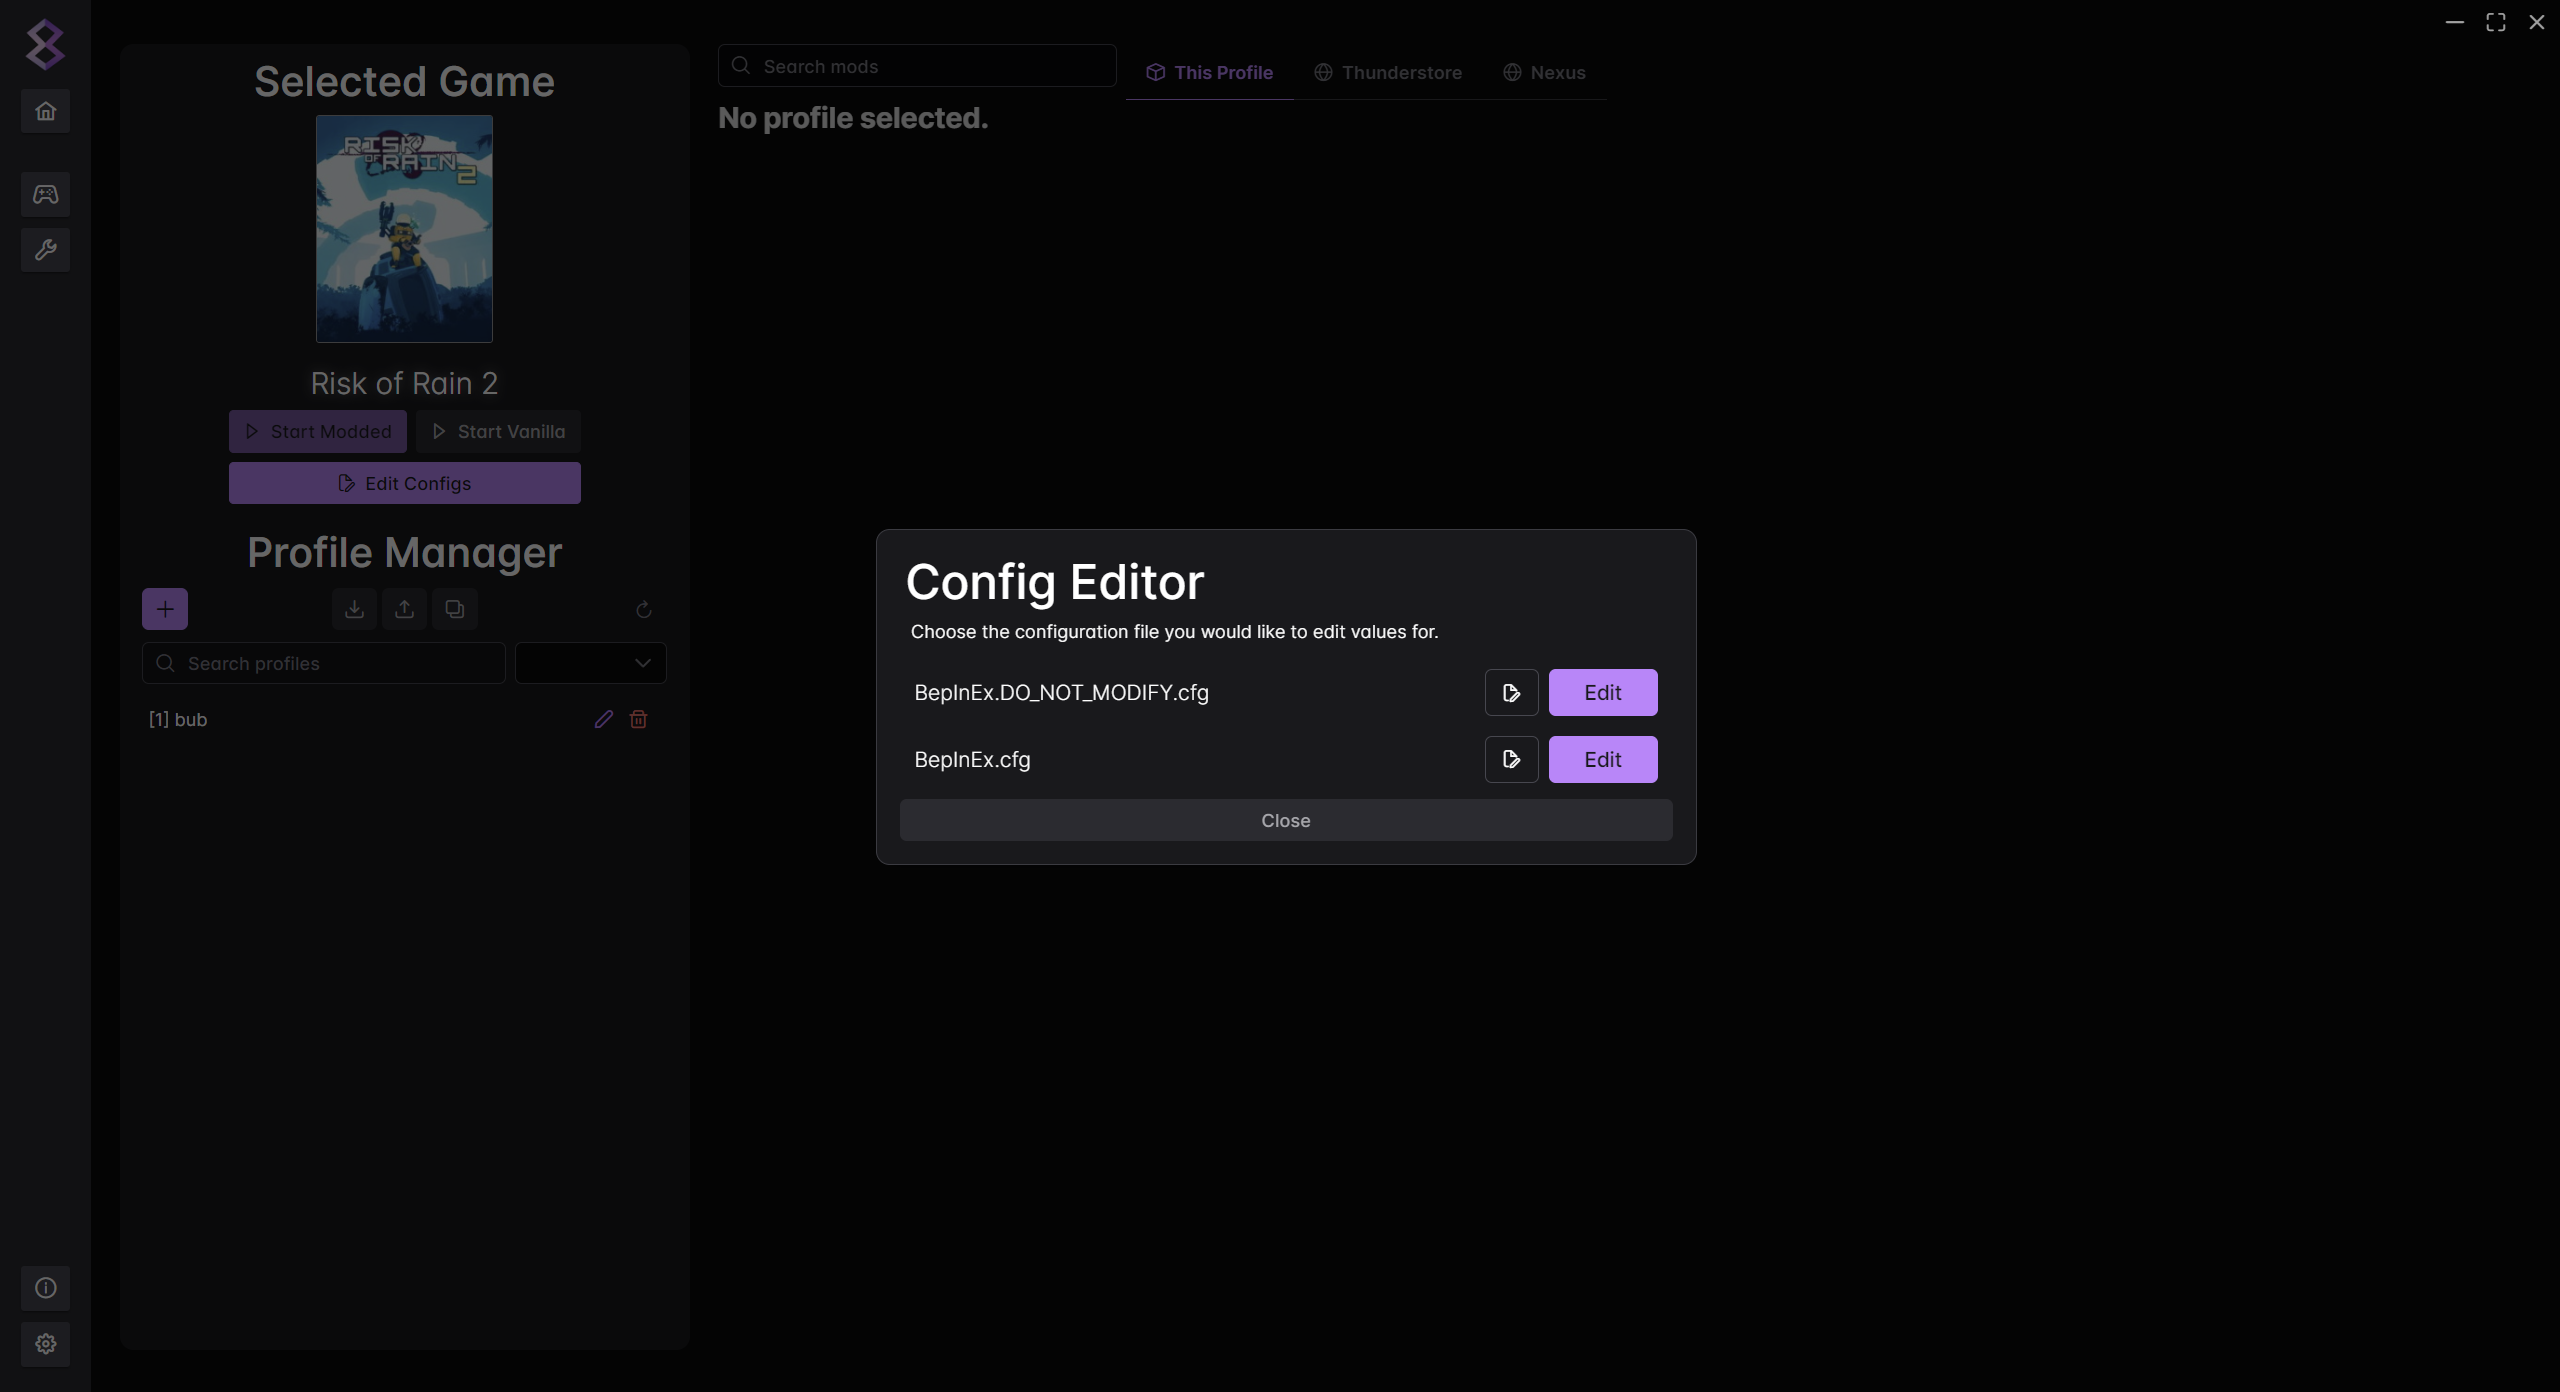 Selected Game
RISK
OF RAIN 2
Risk of Rain 2
Start Modded
Start Vanilla
Edit Configs
Profile Manager
Search profiles
[1] bub
Search mods
This Profile
Thunderstore
Nexus
No profile selected.
Config Editor
Choose the configuration file you would like to edit values for.
BepInEx.DO_NOT_MODIFY.cfg
Edit
BepInEx.cfg
Edit
Close